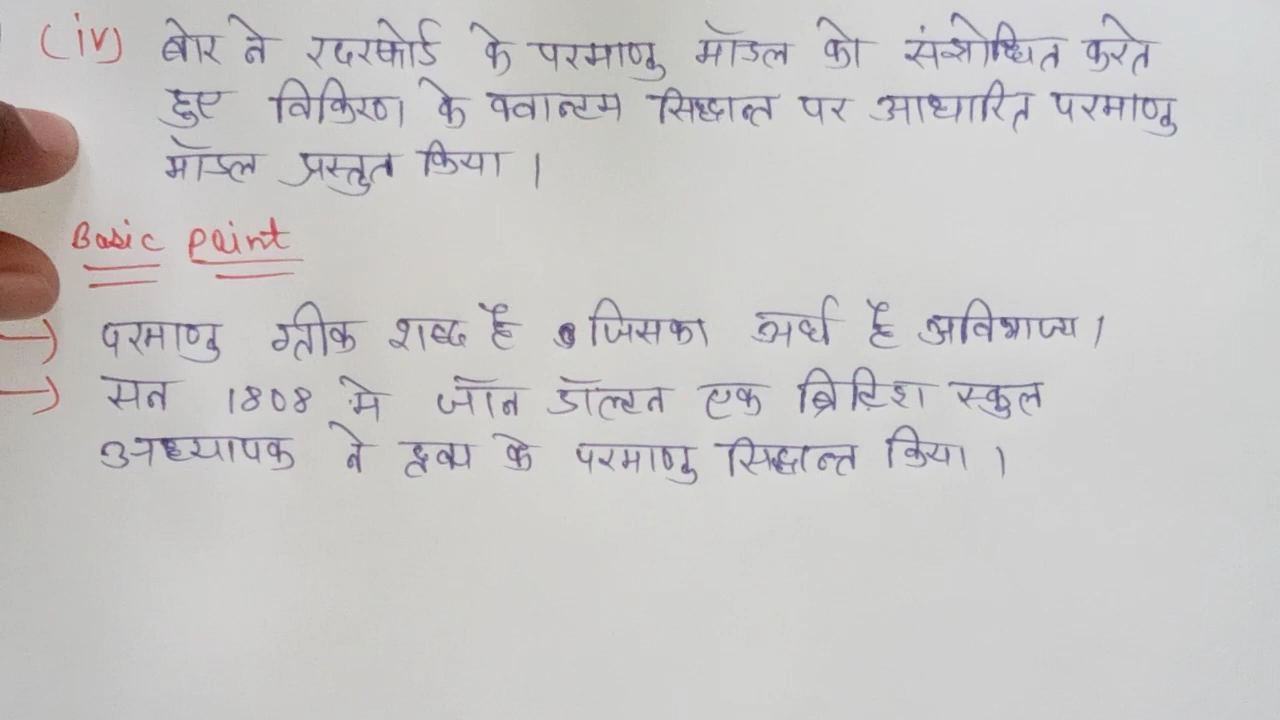 (iv) बोर ने रदरफोर्ड के परमाणु मॉडल को संशोधित करते
हुए विकिरण के क्वान्टम सिद्धान्त पर आधारित परमाणु
मॉडल प्रस्तुत किया।
Basic point
→ परमाणु ग्रीक शब्द है जिसका अर्थ है अविभाज्य।
→ सन 1808 मे जॉन डॉल्टन एक ब्रिटिश स्कुल
अध्यापक ने द्रव्य के परमाणु सिद्धान्त किया।